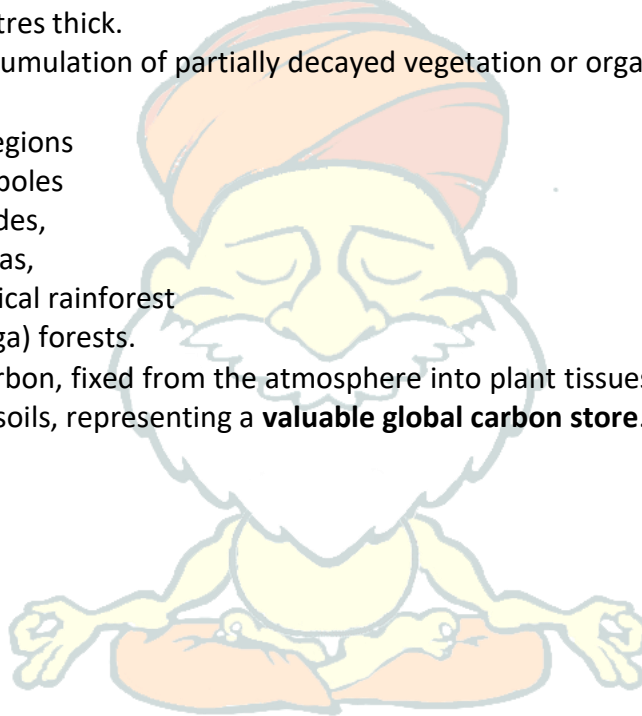 tres thick.
cumulation of partially decayed vegetation or orga
egions
poles
des,
as,
ical rainforest
ga) forests.
rbon, fixed from the atmosphere into plant tissues
soils, representing a valuable global carbon store.